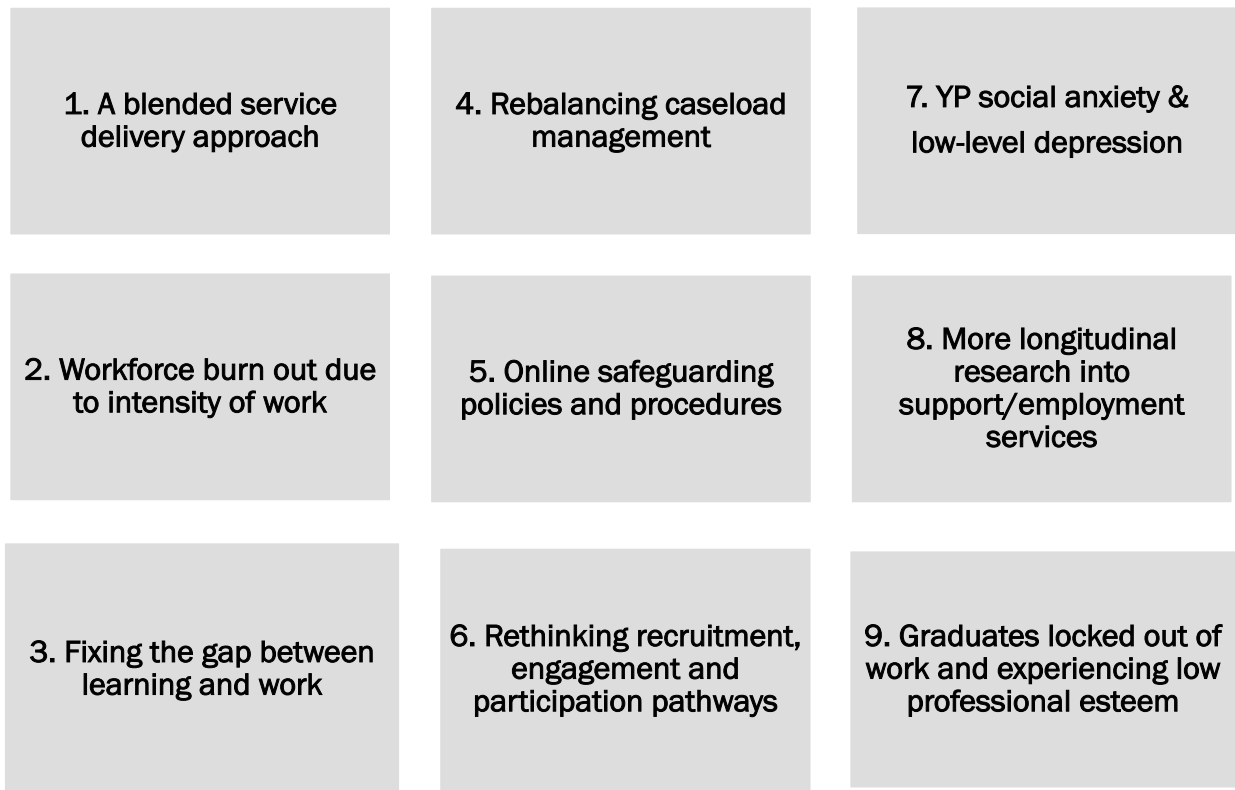 1. A blended service
delivery approach
2. Workforce burn out due
to intensity of work
3. Fixing the gap between
learning and work
4. Rebalancing caseload
management
5. Online safeguarding
policies and procedures
6. Rethinking recruitment,
engagement and
participation pathways
7. YP social anxiety &
low-level depression
8. More longitudinal
research into
support/employment
services
9. Graduates locked out of
work and experiencing low
professional esteem